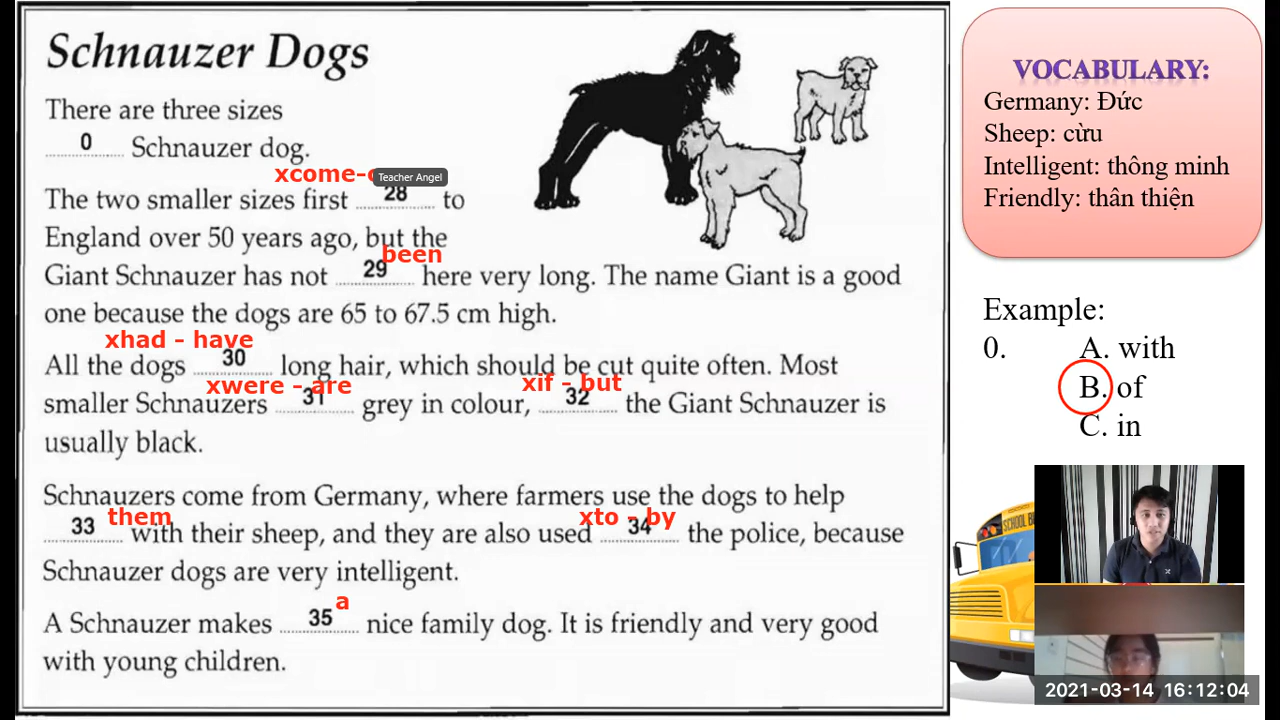 Schnauzer Dogs
There are three sizes
0 Schnauzer dog.
xcome-
Teacher Angel
The two smaller sizes first 28 to
England over 50 years ago, but the
been
Giant Schnauzer has not 29 here very long. The name Giant is a good
one because the dogs are 65 to 67.5 cm high.
xhad - have
All the dogs 30 long hair, which should be cut quite often. Most
xwere - are xif - but
smaller Schnauzers 31 grey in colour, 32 the Giant Schnauzer is
usually black.
Schnauzers come from Germany, where farmers use the dogs to help
them xto - by
33 with their sheep, and they are also used 34 the police, because
Schnauzer dogs are very intelligent.
a
A Schnauzer makes 35 nice family dog. It is friendly and very good
with young children.
VOCABULARY:
Germany: Đức
Sheep: cừu
Intelligent: thông minh
Friendly: thân thiện
Example:
0. A. with
B. of
C. in
SCHOOL
2021-03-14 16:12:04